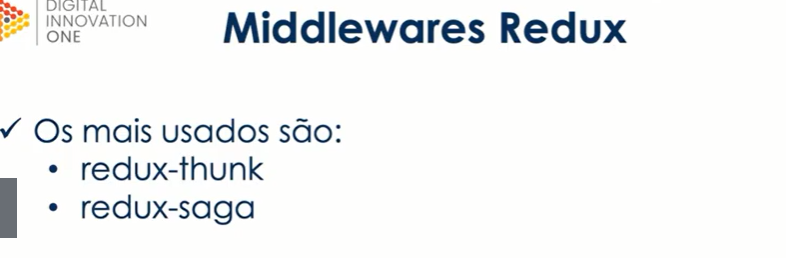 DIGITAL
INNOVATION
ONE
Middlewares Redux
✓ Os mais usados são:
• redux-thunk
• redux-saga